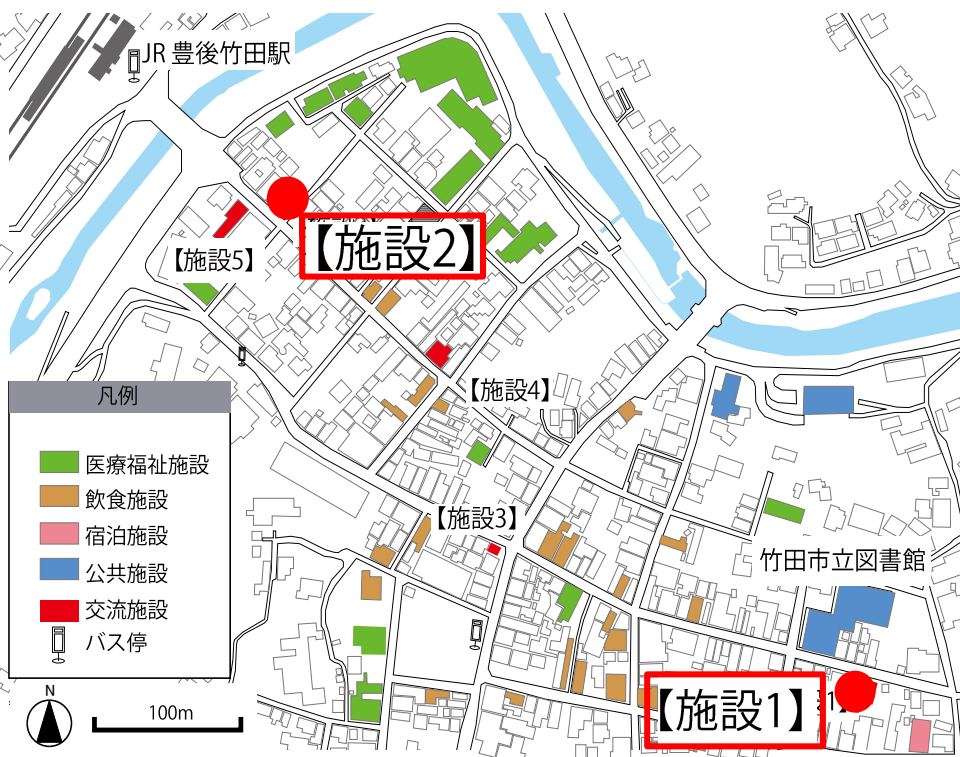 JR 豊後竹田駅
【施設2】
【施設5】
【施設4】
凡例
医療福祉施設
飲食施設
宿泊施設
公共施設
交流施設
バス停
【施設3】
竹田市立図書館
【施設1】
N
100m